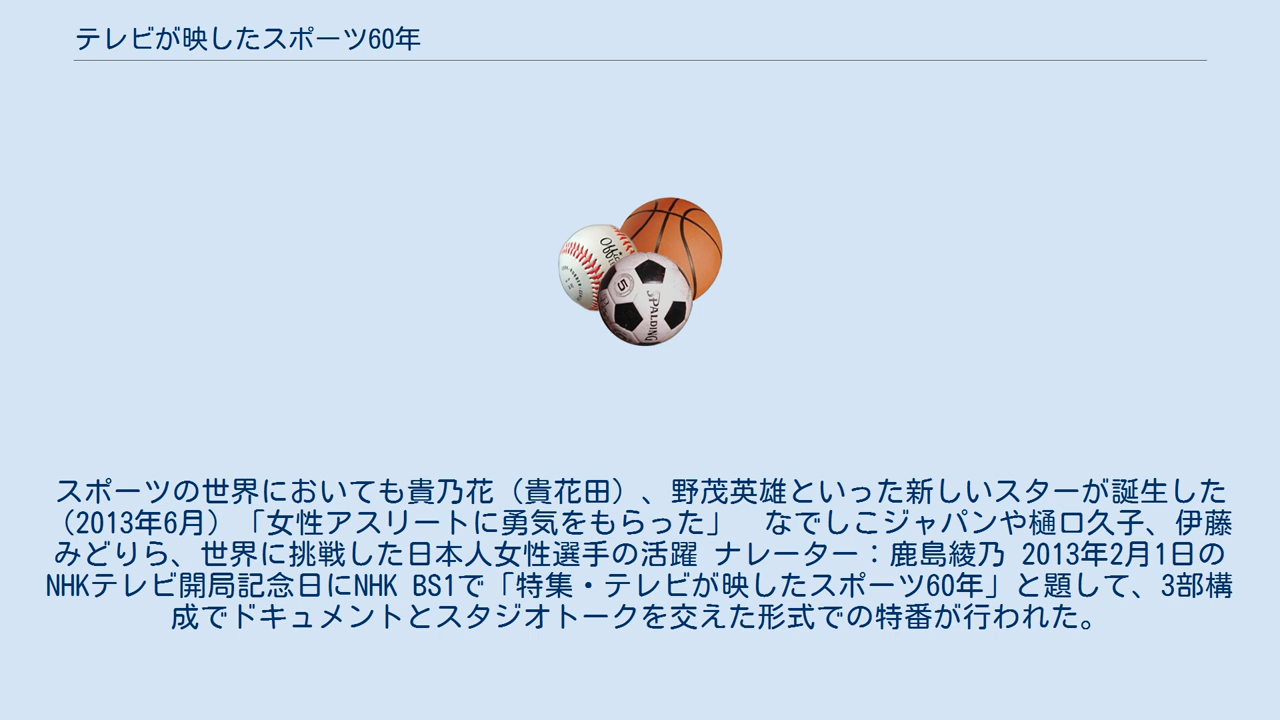 テレビが映したスポーツ60年
Offic
5
SPALDING
スポーツの世界においても貴乃花（貴花田）、野茂英雄といった新しいスターが誕生した
（2013年6月）「女性アスリートに勇気をもらった」　なでしこジャパンや樋口久子、伊藤
みどりら、世界に挑戦した日本人女性選手の活躍 ナレーター：鹿島綾乃 2013年2月1日の
NHKテレビ開局記念日にNHK BS1で「特集・テレビが映したスポーツ60年」と題して、3部構
成でドキュメントとスタジオトークを交えた形式での特番が行われた。